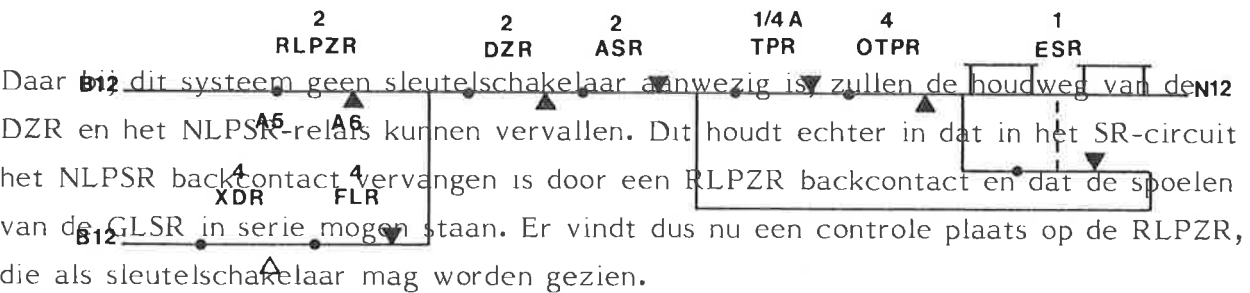 2 2 2 1/4 A 4 1
RLPZR DZR ASR TPR OTPR ESR
B12 N12
Daar bij dit systeem geen sleutelschakelaar aanwezig is, zullen de houdweg van de
A5 A6
DZR en het NLPSR-relais kunnen vervallen. Dit houdt echter in dat in het SR-circuit
4 4
het NLPSR backcontact vervangen is door een RLPZR backcontact en dat de spoelen
XDR FLR
van de GLSR in serie mogen staan. Er vindt dus nu een controle plaats op de RLPZR,
B12
die als sleutelschakelaar mag worden gezien.